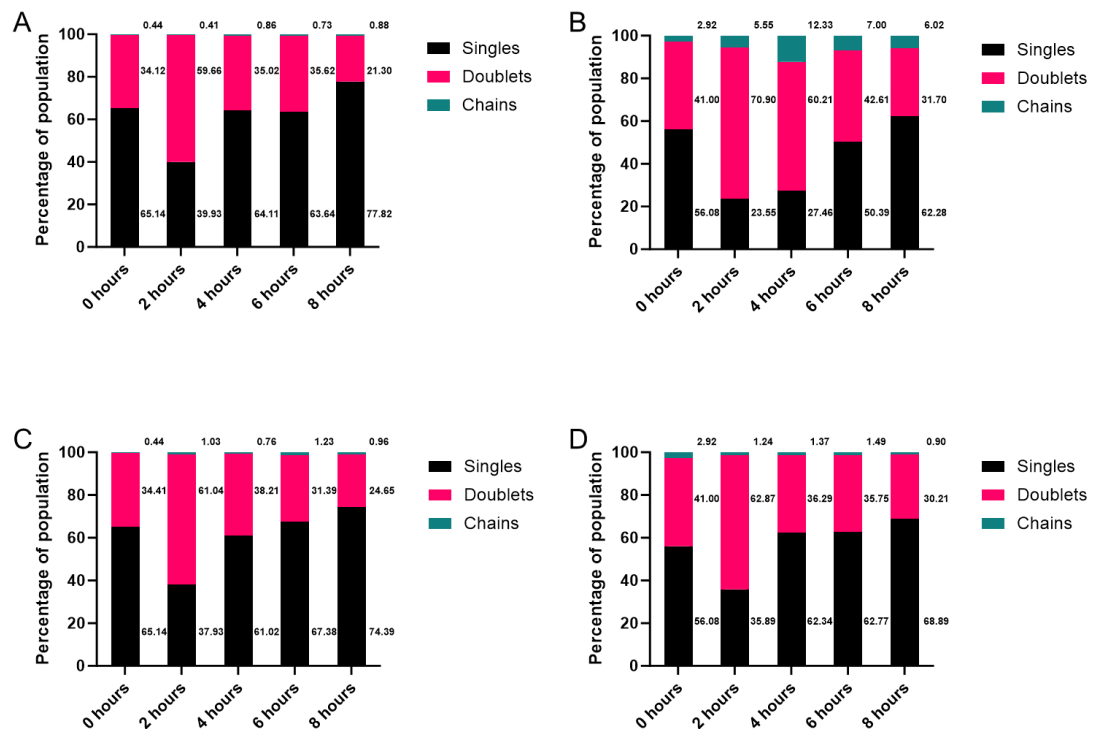 A
0.44 0.41 0.86 0.73 0.88
100
80
60
40
20
0
Percentage of population
34.12 59.66 35.02 35.62 21.30
65.14 39.93 64.11 63.64 77.82
0 hours
2 hours
4 hours
6 hours
8 hours
Singles
Doublets
Chains
B
2.92 5.55 12.33 7.00 6.02
100
80
60
40
20
0
Percentage of population
41.00 70.90 60.21 42.61 31.70
56.08 23.55 27.46 50.39 62.28
0 hours
2 hours
4 hours
6 hours
8 hours
Singles
Doublets
Chains
C
0.44 1.03 0.76 1.23 0.96
100
80
60
40
20
0
Percentage of population
34.41 61.04 38.21 31.39 24.65
65.14 37.93 61.02 67.38 74.39
0 hours
2 hours
4 hours
6 hours
8 hours
Singles
Doublets
Chains
D
2.92 1.24 1.37 1.49 0.90
100
80
60
40
20
0
Percentage of population
41.00 62.87 36.29 35.75 30.21
56.08 35.89 62.34 62.77 68.89
0 hours
2 hours
4 hours
6 hours
8 hours
Singles
Doublets
Chains